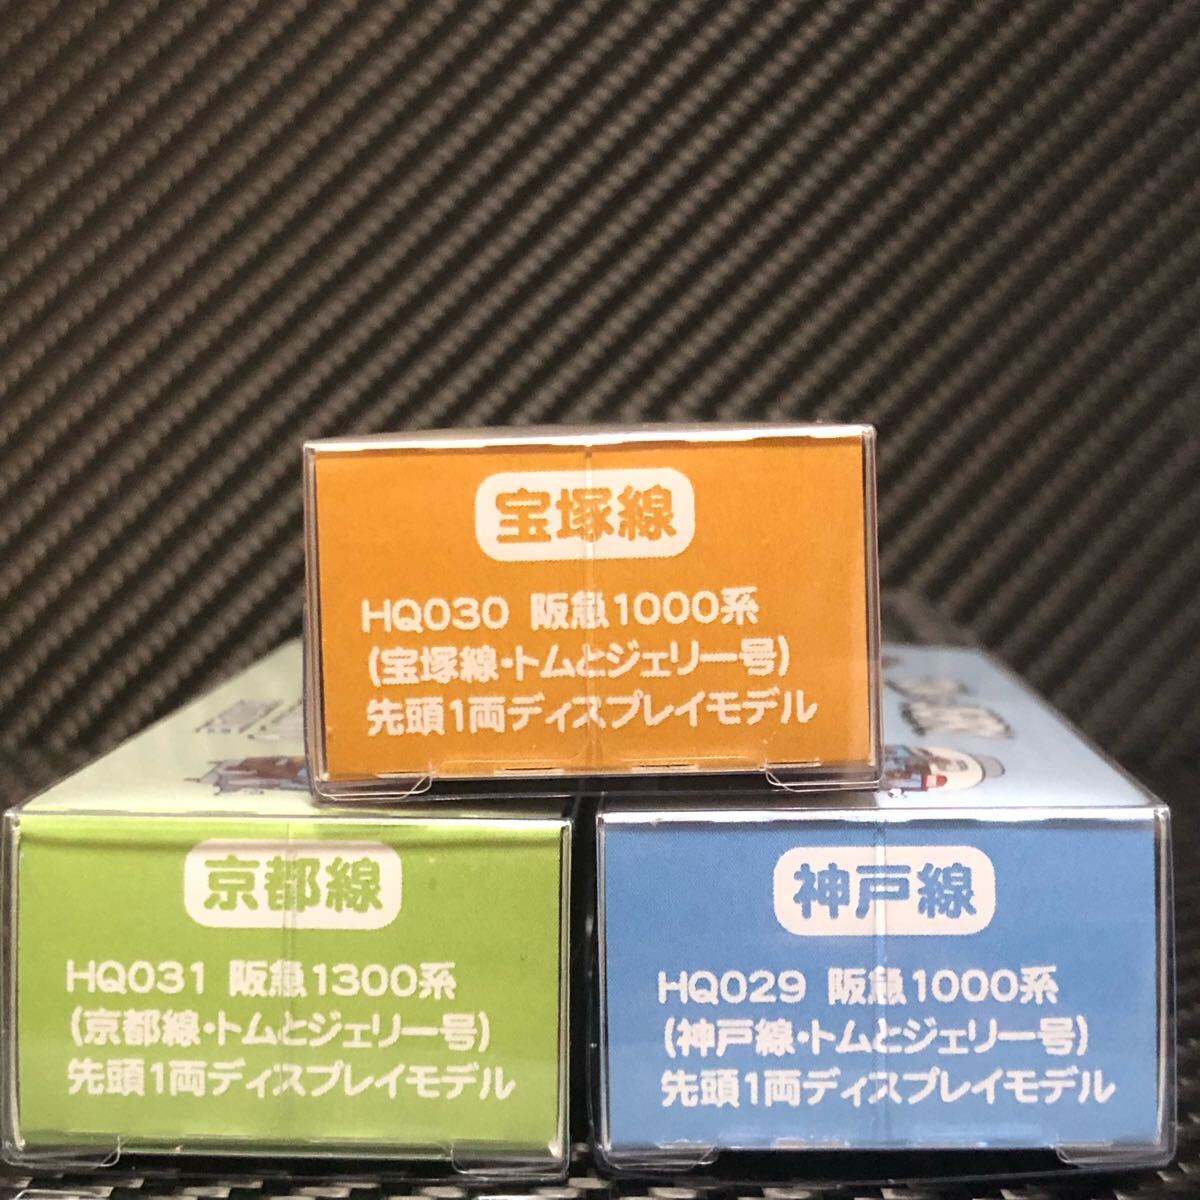 宝塚線
HQ030 阪急1000系
(宝塚線・トムとジェリー号)
先頭1両ディスプレイモデル
京都線
HQ031 阪急1300系
(京都線・トムとジェリー号)
先頭1両ディスプレイモデル
神戸線
HQ029 阪急1000系
(神戸線・トムとジェリー号)
先頭1両ディスプレイモデル